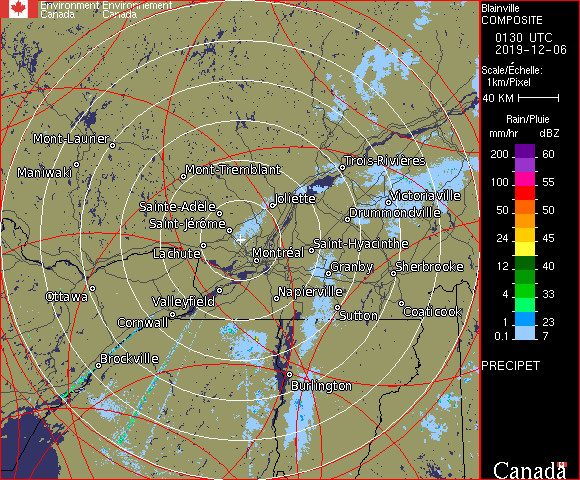 Environment Environnement
Canada Canada
Blainville
COMPOSITE
0130 UTC
2019-12-06
Scale/Échelle:
1km/Pixel
40 KM
Rain/Pluie
mm/hr dBZ
200 60
100 55
50 50
24 45
12 40
4 33
1 23
0.1 7
PRECIPET
Mont-Laurier
Maniwaki
Mont-Tremblant
Trois-Rivières
Sainte-Adèle
Joliette
Victoriaville
Drummondville
Saint-Jérôme
Lachute
Montréal
Saint-Hyacinthe
Granby
Sherbrooke
Ottawa
Valleyfield
Napierville
Coaticook
Cornwall
Sutton
Brockville
Burlington
Canada